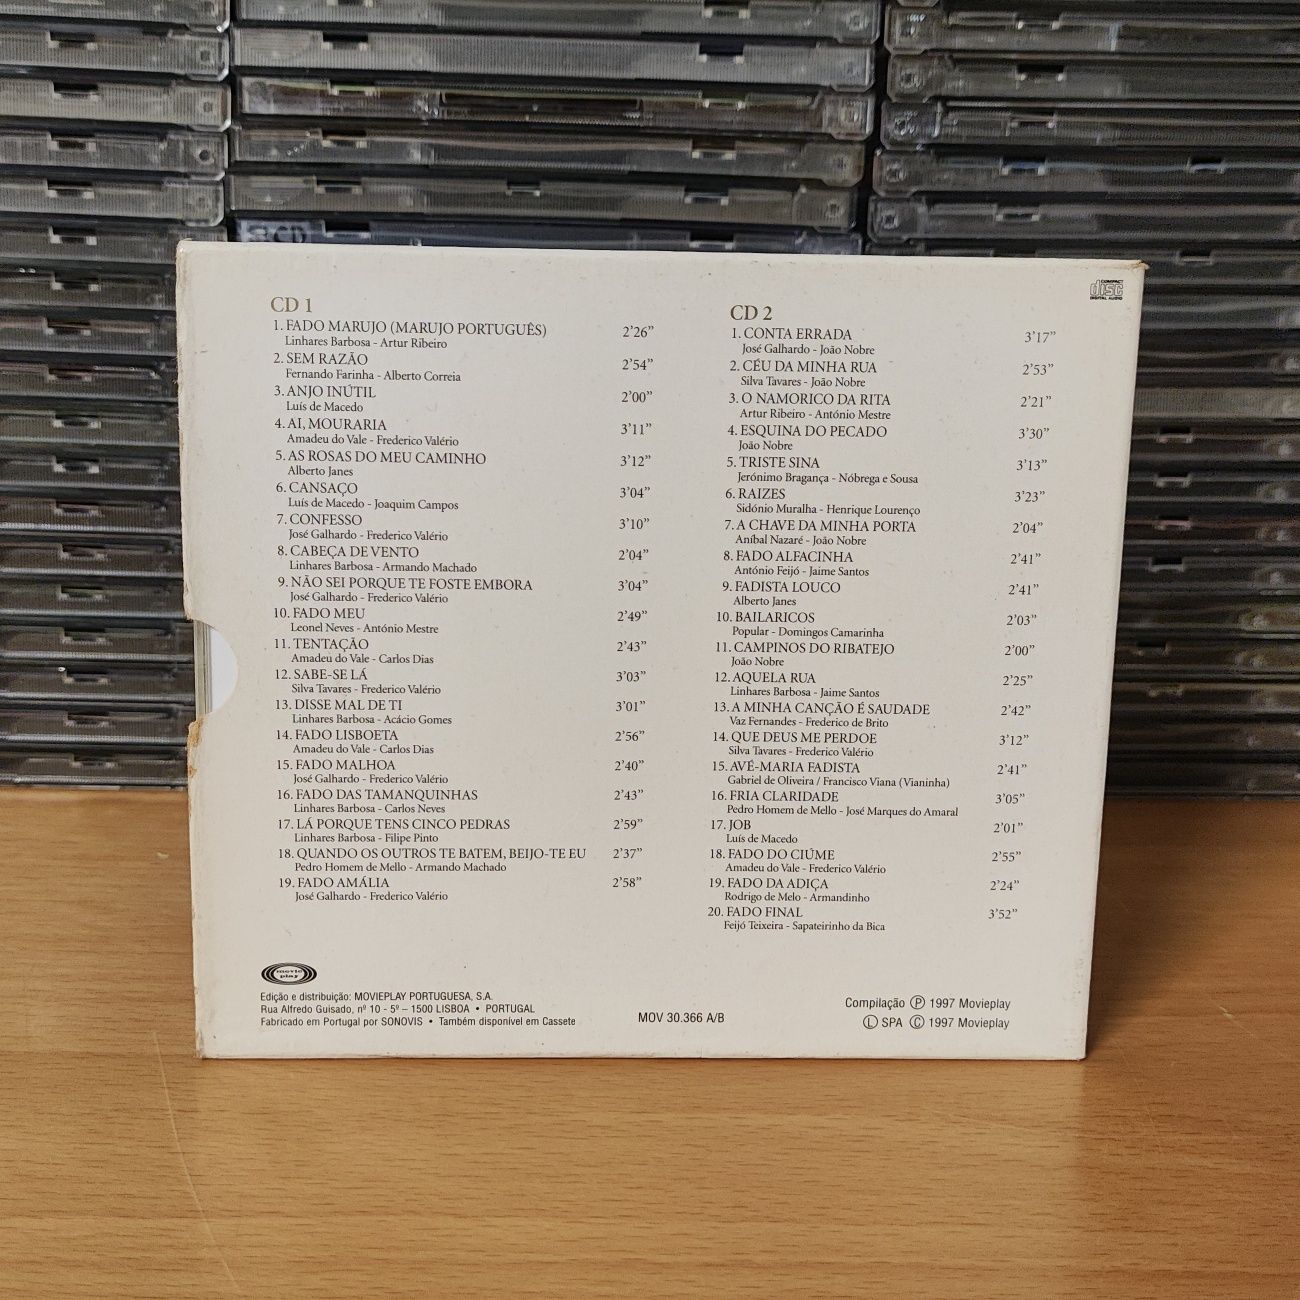 CD 1
1. FADO MARUJO (MARUJO PORTUGUÊS) 2'26"
Linhares Barbosa - Artur Ribeiro
2. SEM RAZÃO 2'54"
Fernando Farinha - Alberto Correia
3. ANJO INÚTIL 2'00"
Luís de Macedo
4. AI, MOURARIA 3'11"
Amadeu do Vale - Frederico Valério
5. AS ROSAS DO MEU CAMINHO 3'12"
Alberto Janes
6. CANSAÇO 3'04"
Luís de Macedo - Joaquim Campos
7. CONFESSO 3'10"
José Galhardo - Frederico Valério
8. CABEÇA DE VENTO 2'04"
Linhares Barbosa - Armando Machado
9. NÃO SEI PORQUE TE FOSTE EMBORA 3'04"
José Galhardo - Frederico Valério
10. FADO MEU 2'49"
Leonel Neves - António Mestre
11. TENTAÇÃO 2'43"
Amadeu do Vale - Carlos Dias
12. SABE-SE LÁ 3'03"
Silva Tavares - Frederico Valério
13. DISSE MAL DE TI 3'01"
Linhares Barbosa - Acácio Gomes
14. FADO LISBOETA 2'56"
Amadeu do Vale - Carlos Dias
15. FADO MALHOA 2'40"
José Galhardo - Frederico Valério
16. FADO DAS TAMANQUINHAS 2'43"
Linhares Barbosa - Carlos Neves
17. LÁ PORQUE TENS CINCO PEDRAS 2'59"
Linhares Barbosa - Filipe Pinto
18. QUANDO OS OUTROS TE BATEM, BEIJO-TE EU 2'37"
Pedro Homem de Mello - Armando Machado
19. FADO AMÁLIA 2'58"
José Galhardo - Frederico Valério
COMPACT
disc
DIGITAL AUDIO
CD 2
1. CONTA ERRADA 3'17"
José Galhardo - João Nobre
2. CÉU DA MINHA RUA 2'53"
Silva Tavares - João Nobre
3. O NAMORICO DA RITA 2'21"
Artur Ribeiro - António Mestre
4. ESQUINA DO PECADO 3'30"
João Nobre
5. TRISTE SINA 3'13"
Jerónimo Bragança - Nóbrega e Sousa
6. RAIZES 3'23"
Sidónio Muralha - Henrique Lourenço
7. A CHAVE DA MINHA PORTA 2'04"
Aníbal Nazaré - João Nobre
8. FADO ALFACINHA 2'41"
António Feijó - Jaime Santos
9. FADISTA LOUCO 2'41"
Alberto Janes
10. BAILARICOS 2'03"
Popular - Domingos Camarinha
11. CAMPINOS DO RIBATEJO 2'00"
João Nobre
12. AQUELA RUA 2'25"
Linhares Barbosa - Jaime Santos
13. A MINHA CANÇÃO É SAUDADE 2'42"
Vaz Fernandes - Frederico de Brito
14. QUE DEUS ME PERDOE 3'12"
Silva Tavares - Frederico Valério
15. AVÉ-MARIA FADISTA 2'41"
Gabriel de Oliveira / Francisco Viana (Vianinha)
16. FRIA CLARIDADE 3'05"
Pedro Homem de Mello - José Marques do Amaral
17. JOB 2'01"
Luís de Macedo
18. FADO DO CIÚME 2'55"
Amadeu do Vale - Frederico Valério
19. FADO DA ADIÇA 2'24"
Rodrigo de Melo - Armandinho
20. FADO FINAL 3'52"
Feijó Teixeira - Sapateirinho da Bica
movie
play
Edição e distribuição: MOVIEPLAY PORTUGUESA, S.A.
Rua Alfredo Guisado, nº 10 - 5º – 1500 LISBOA • PORTUGAL
Fabricado em Portugal por SONOVIS • Também disponível em Cassete
MOV 30.366 A/B
Compilação Ⓟ 1997 Movieplay
Ⓛ SPA Ⓒ 1997 Movieplay